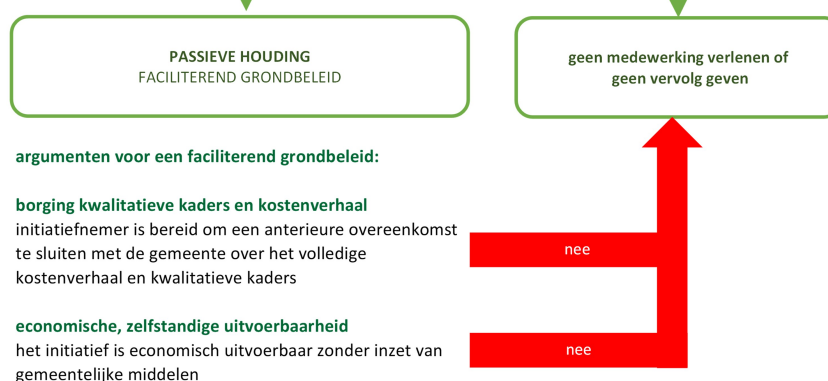 PASSIEVE HOUDING
FACILITEREND GRONDBELEID
geen medewerking verlenen of
geen vervolg geven
argumenten voor een faciliterend grondbeleid:
borging kwalitatieve kaders en kostenverhaal
initiatiefnemer is bereid om een anterieure overeenkomst
te sluiten met de gemeente over het volledige
kostenverhaal en kwalitatieve kaders
nee
economische, zelfstandige uitvoerbaarheid
het initiatief is economisch uitvoerbaar zonder inzet van
gemeentelijke middelen
nee